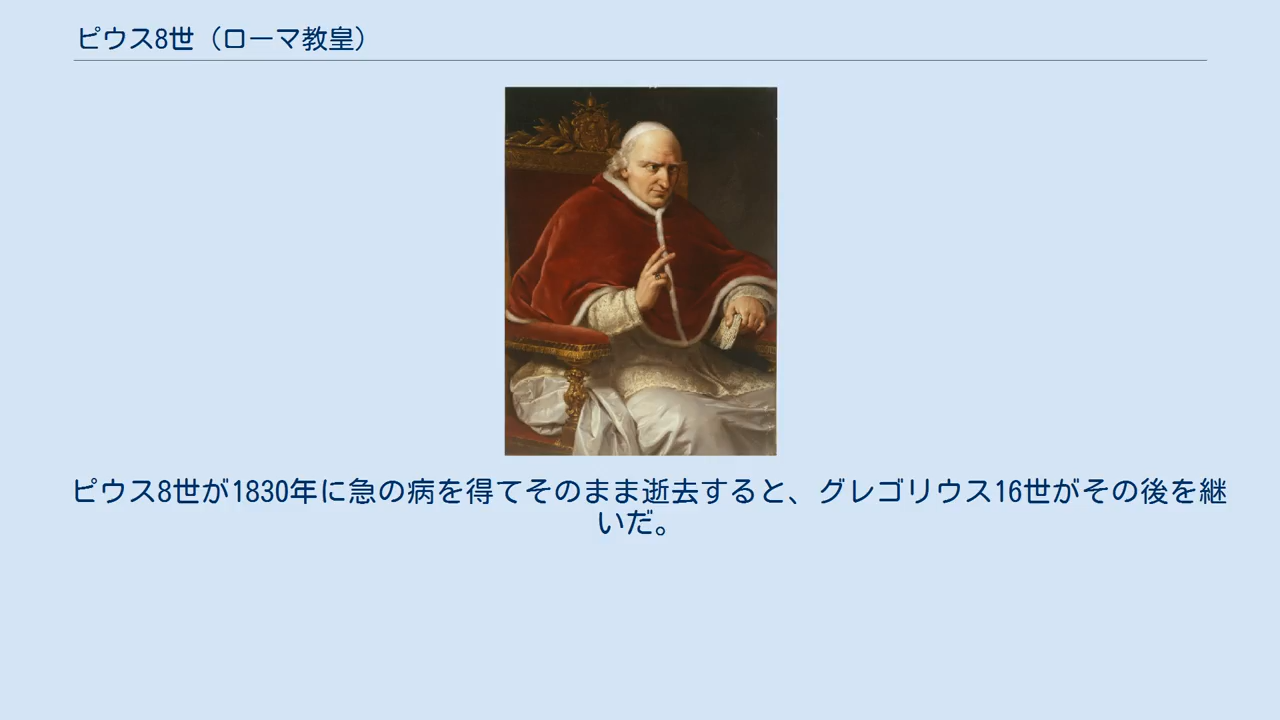 ピウス8世（ローマ教皇）
ピウス8世が1830年に急の病を得てそのまま逝去すると、グレゴリウス16世がその後を継
いだ。